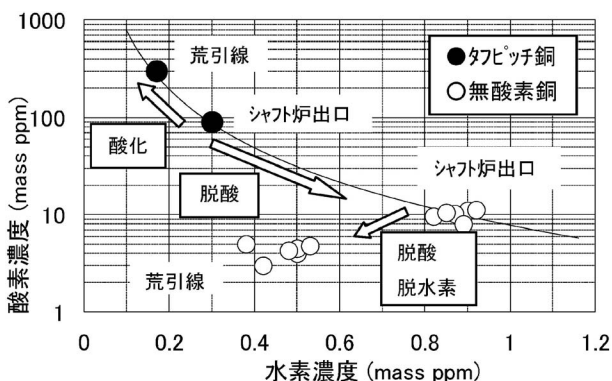 1000
100
10
1
酸素濃度 (mass ppm)
荒引線
シャフト炉出口
酸化
脱酸
●タフピッチ銅
○無酸素銅
シャフト炉出口
荒引線
脱酸
脱水素
0 0.2 0.4 0.6 0.8 1 1.2
水素濃度 (mass ppm)